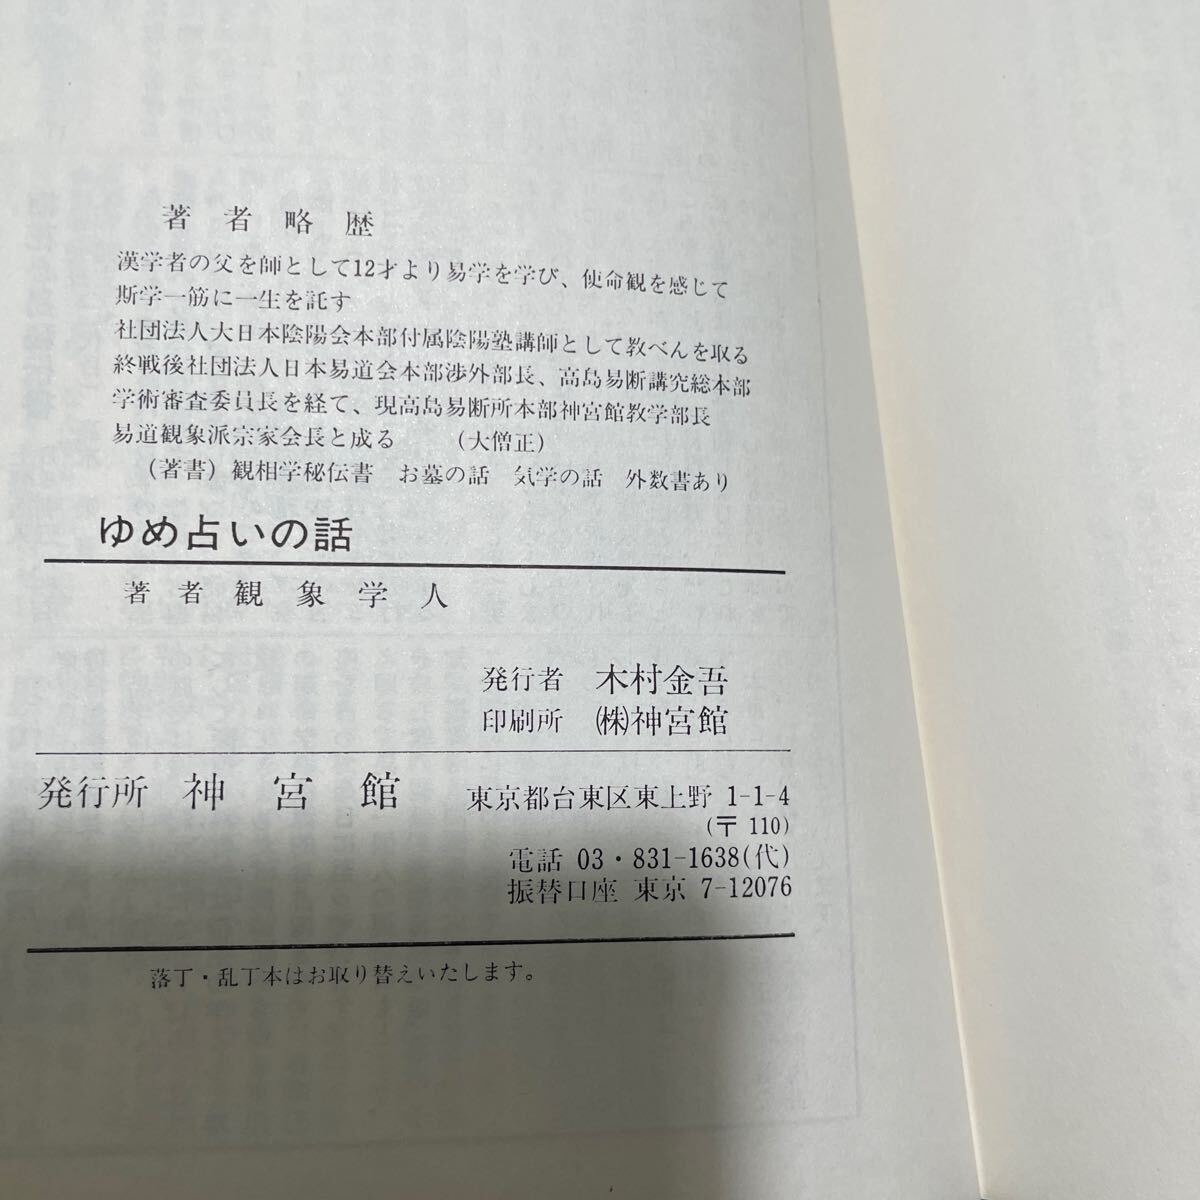 著者略歴
漢学者の父を師として12才より易学を学び、使命観を感じて
斯学一筋に一生を託す
社団法人大日本陰陽会本部付属陰陽塾講師として教べんを取る
終戦後社団法人日本易道会本部渉外部長、高島易断講究総本部
学術審査委員長を経て、現高島易断所本部神宮館教学部長
易道観象派宗家会長と成る (大僧正)
(著書) 観相学秘伝書 お墓の話 気学の話 外数書あり
ゆめ占いの話
著者 観象学人
発行者 木村金吾
印刷所 ㈱神宮館
発行所 神宮館 東京都台東区東上野 1-1-4
(〒 110)
電話 03・831-1638(代)
振替口座 東京 7-12076
落丁・乱丁本はお取り替えいたします。